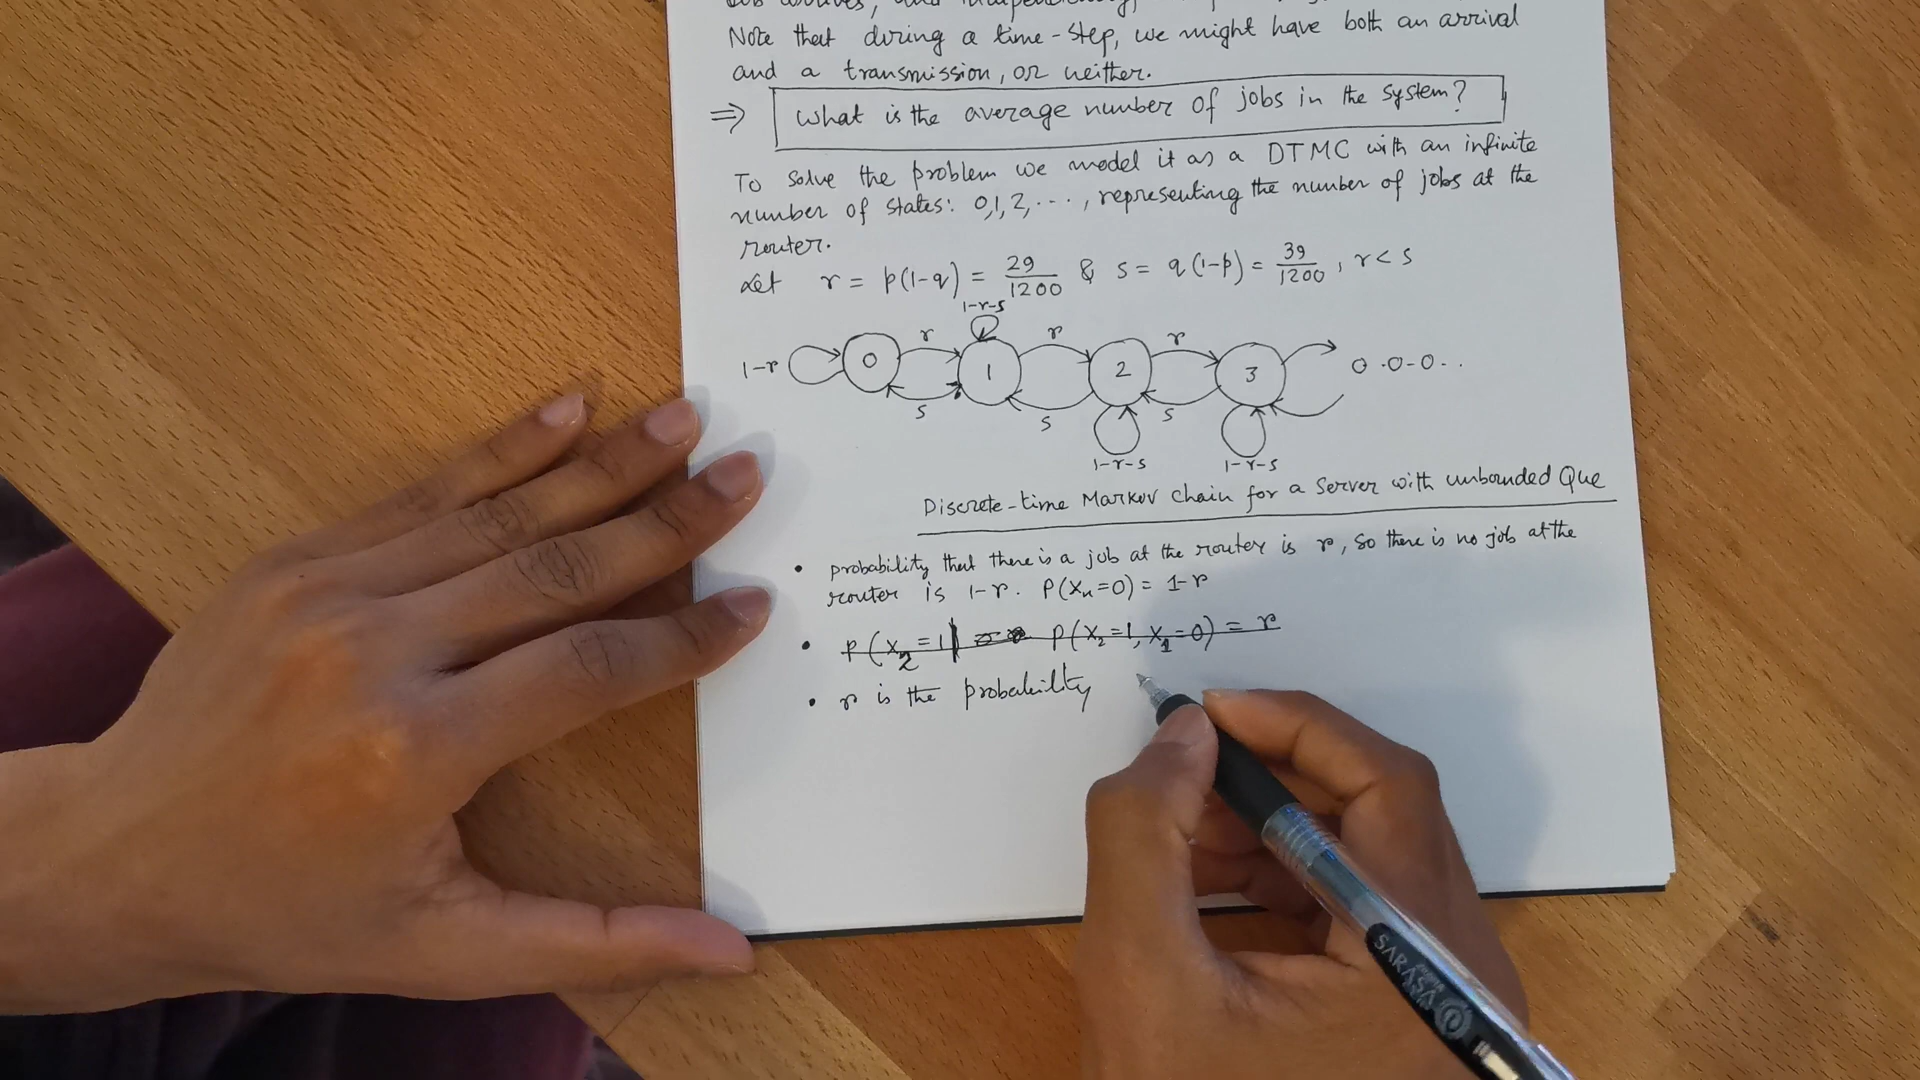 Job arrives, and independently,
Note that during a time-step, we might have both an arrival
and a transmission, or neither.
⇒ What is the average number of jobs in the system?
To solve the problem we model it as a DTMC with an infinite
number of states: 0,1,2,..., representing the number of jobs at the
router.
Let r = p(1-q) = 29/1200 & s = q(1-p) = 39/1200, r < s
1-r-s
r r r
1-r 0 1 2 3 0-0-0..
s s s
1-r-s 1-r-s
Discrete-time Markov Chain for a Server with unbounded Que
• probability that there is a job at the router is r, so there is no job at the
router is 1-r. P(Xn=0) = 1-r
• P(X2=1| P(X2=1, X1=0) = r
• r is the probability
SARASA